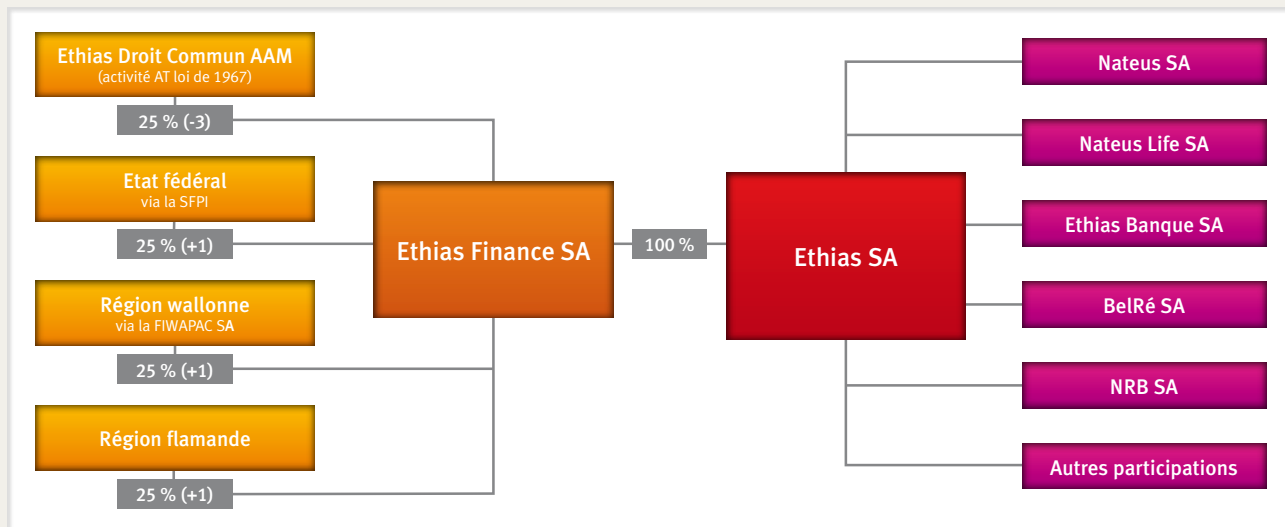 Ethias Droit Commun AAM
(activité AT loi de 1967)
25 % (-3)
Etat fédéral
via la SFPI
25 % (+1)
Région wallonne
via la FIWAPAC SA
25 % (+1)
Région flamande
25 % (+1)
Ethias Finance SA
100 %
Ethias SA
Nateus SA
Nateus Life SA
Ethias Banque SA
BelRé SA
NRB SA
Autres participations